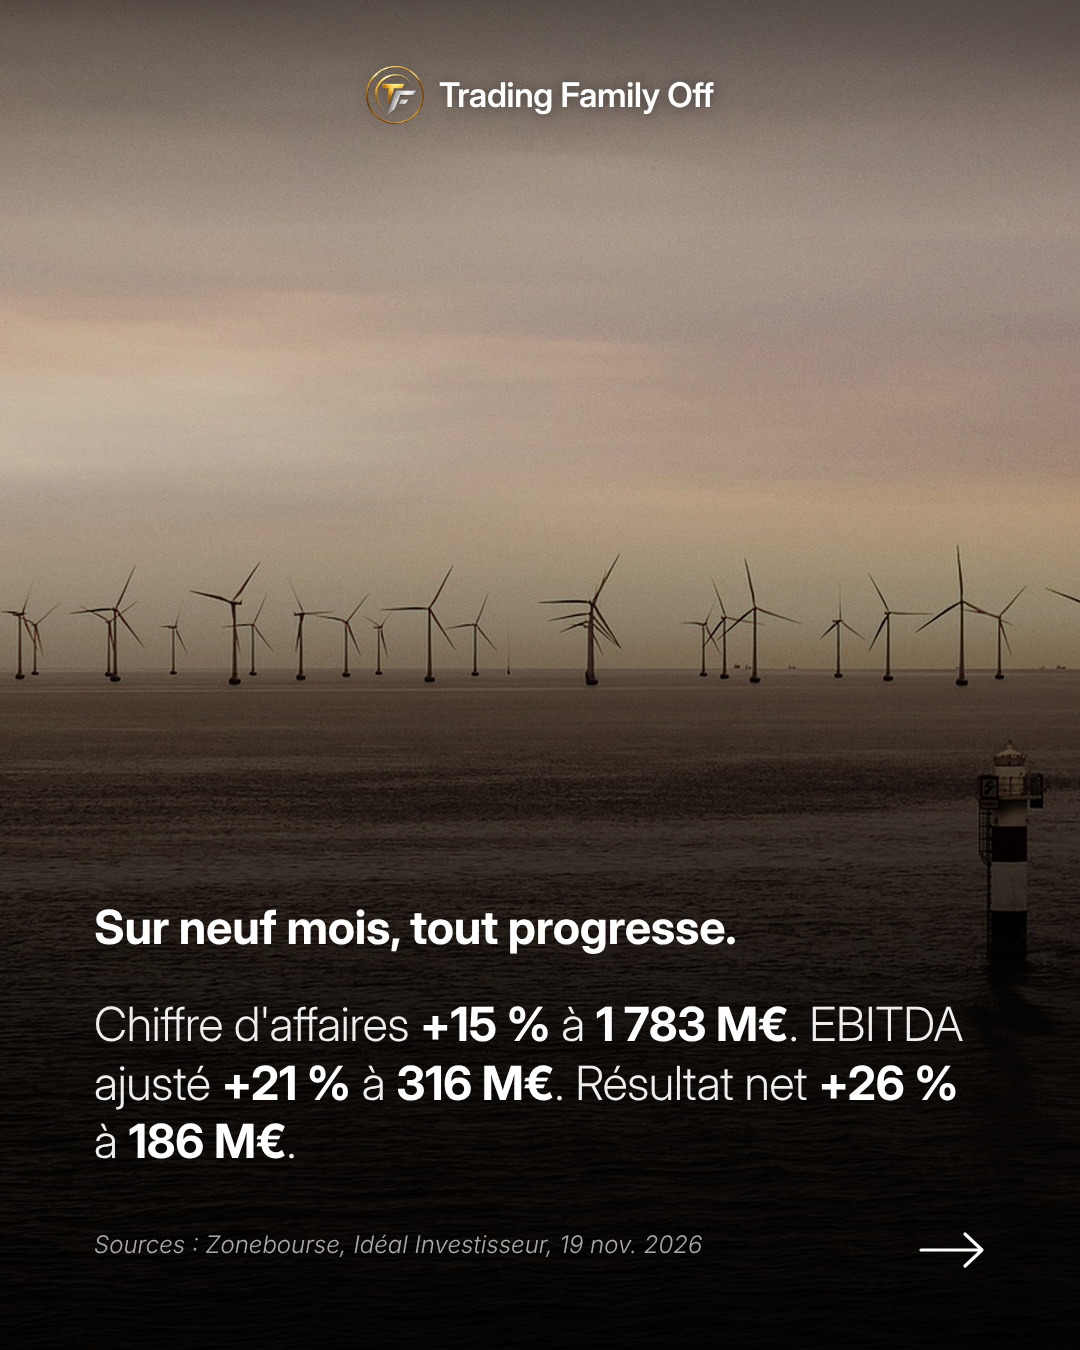 TF Trading Family Off
Sur neuf mois, tout progresse.
Chiffre d'affaires +15 % à 1 783 M€. EBITDA
ajusté +21 % à 316 M€. Résultat net +26 %
à 186 M€.
Sources : Zonebourse, Idéal Investisseur, 19 nov. 2026